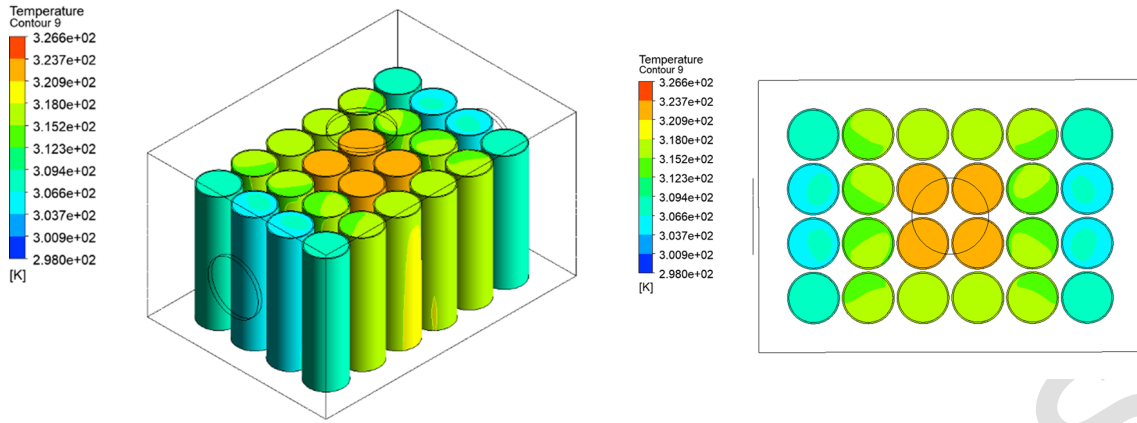 Temperature
Contour 9
3.266e+02
3.237e+02
3.209e+02
3.180e+02
3.152e+02
3.123e+02
3.094e+02
3.066e+02
3.037e+02
3.009e+02
2.980e+02
[K]
Temperature
Contour 9
3.266e+02
3.237e+02
3.209e+02
3.180e+02
3.152e+02
3.123e+02
3.094e+02
3.066e+02
3.037e+02
3.009e+02
2.980e+02
[K]